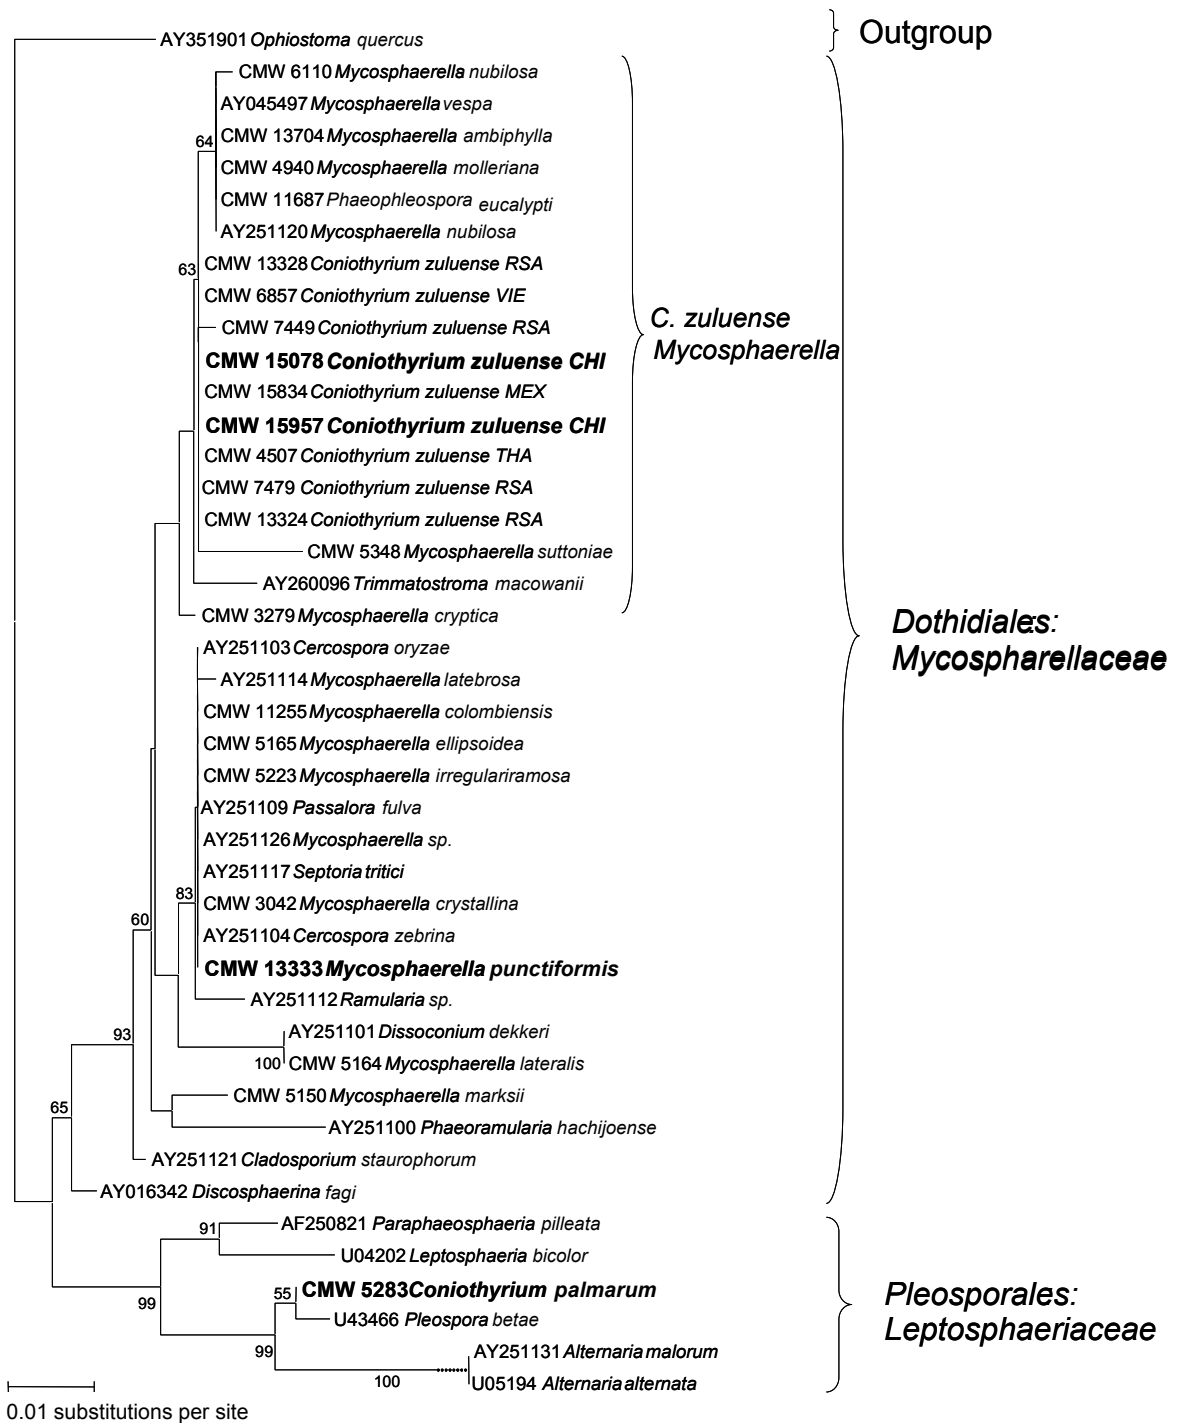 AY351901 Ophiostoma quercus
Outgroup
CMW 6110 Mycosphaerella nubilosa
AY045497 Mycosphaerella vespa
64
CMW 13704 Mycosphaerella ambiphylla
CMW 4940 Mycosphaerella molleriana
CMW 11687 Phaeophleospora eucalypti
AY251120 Mycosphaerella nubilosa
63
CMW 13328 Coniothyrium zuluense RSA
CMW 6857 Coniothyrium zuluense VIE
CMW 7449 Coniothyrium zuluense RSA
C. zuluense
Mycosphaerella
CMW 15078 Coniothyrium zuluense CHI
CMW 15834 Coniothyrium zuluense MEX
CMW 15957 Coniothyrium zuluense CHI
CMW 4507 Coniothyrium zuluense THA
CMW 7479 Coniothyrium zuluense RSA
CMW 13324 Coniothyrium zuluense RSA
CMW 5348 Mycosphaerella suttoniae
AY260096 Trimmatostroma macowanii
CMW 3279 Mycosphaerella cryptica
Dothidiales:
Mycospharellaceae
AY251103 Cercospora oryzae
AY251114 Mycosphaerella latebrosa
CMW 11255 Mycosphaerella colombiensis
CMW 5165 Mycosphaerella ellipsoidea
CMW 5223 Mycosphaerella irregulariramosa
AY251109 Passalora fulva
AY251126 Mycosphaerella sp.
AY251117 Septoria tritici
83
CMW 3042 Mycosphaerella crystallina
60
AY251104 Cercospora zebrina
CMW 13333 Mycosphaerella punctiformis
AY251112 Ramularia sp.
93
AY251101 Dissoconium dekkeri
100
CMW 5164 Mycosphaerella lateralis
CMW 5150 Mycosphaerella marksii
65
AY251100 Phaeoramularia hachijoense
AY251121 Cladosporium staurophorum
AY016342 Discosphaerina fagi
91
AF250821 Paraphaeosphaeria pilleata
U04202 Leptosphaeria bicolor
99
55
CMW 5283 Coniothyrium palmarum
Pleosporales:
Leptosphaeriaceae
U43466 Pleospora betae
99
AY251131 Alternaria malorum
100
U05194 Alternaria alternata
0.01 substitutions per site